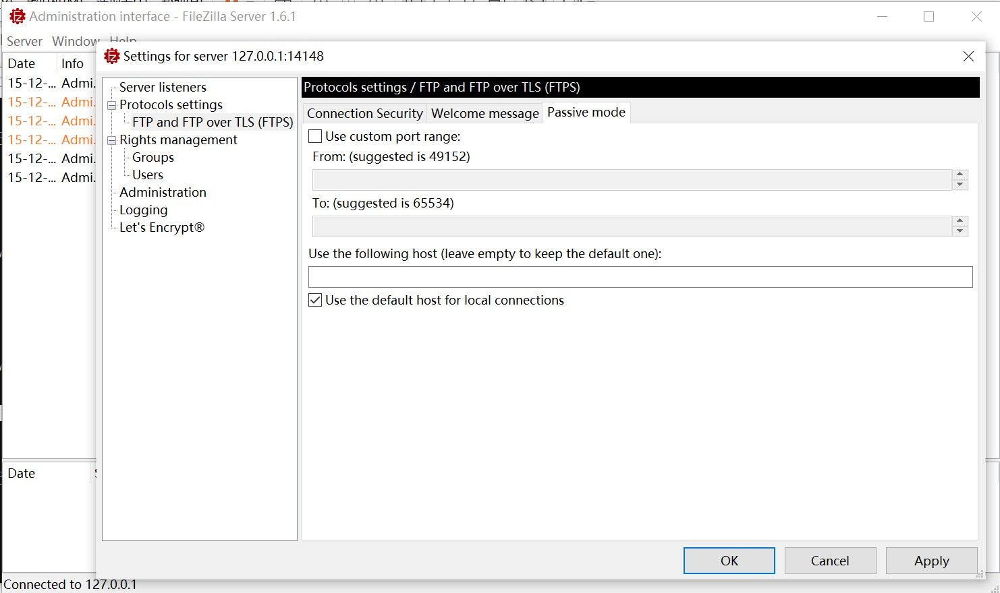 Administration interface - FileZilla Server 1.6.1
Server Window Help
Settings for server 127.0.0.1:14148
Date Info
15-12-... Admi.
15-12-... Admi.
15-12-... Admi.
15-12-... Admi.
15-12-... Admi.
15-12-... Admi.
Server listeners
Protocols settings
FTP and FTP over TLS (FTPS)
Rights management
Groups
Users
Administration
Logging
Let's Encrypt®
Protocols settings / FTP and FTP over TLS (FTPS)
Connection Security Welcome message Passive mode
Use custom port range:
From: (suggested is 49152)
To: (suggested is 65534)
Use the following host (leave empty to keep the default one):
Use the default host for local connections
Date
OK Cancel Apply
Connected to 127.0.0.1